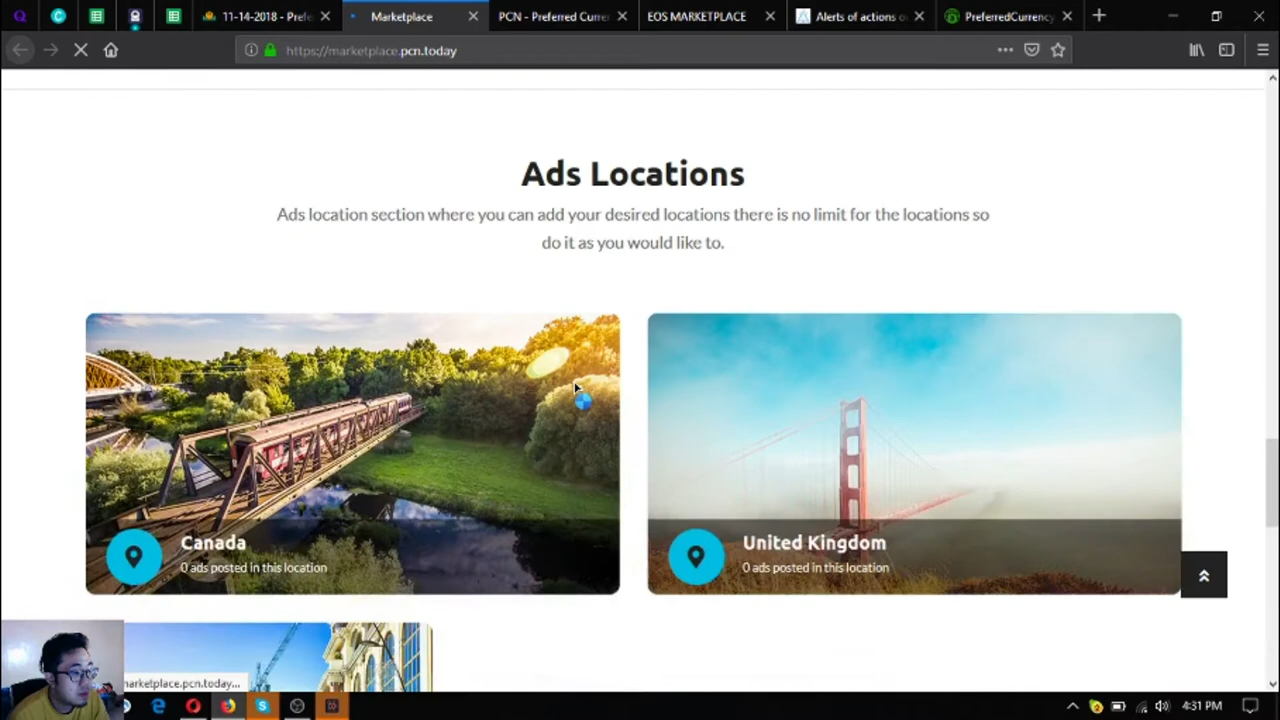 11-14-2018 - Prefe
Marketplace
PCN - Preferred Curre
EOS MARKETPLACE
Alerts of actions o
PreferredCurrency
https://marketplace.pcn.today
Ads Locations
Ads location section where you can add your desired locations there is no limit for the locations so
do it as you would like to.
Canada
0 ads posted in this location
United Kingdom
0 ads posted in this location
marketplace.pcn.today...
4:31 PM